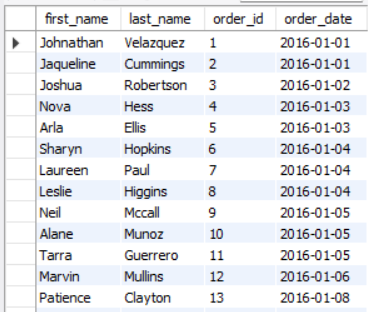 first_name last_name order_id order_date
Johnathan Velazquez 1 2016-01-01
Jaqueline Cummings 2 2016-01-01
Joshua Robertson 3 2016-01-02
Nova Hess 4 2016-01-03
Arla Ellis 5 2016-01-03
Sharyn Hopkins 6 2016-01-04
Laureen Paul 7 2016-01-04
Leslie Higgins 8 2016-01-04
Neil Mccall 9 2016-01-05
Alane Munoz 10 2016-01-05
Tarra Guerrero 11 2016-01-05
Marvin Mullins 12 2016-01-06
Patience Clayton 13 2016-01-08